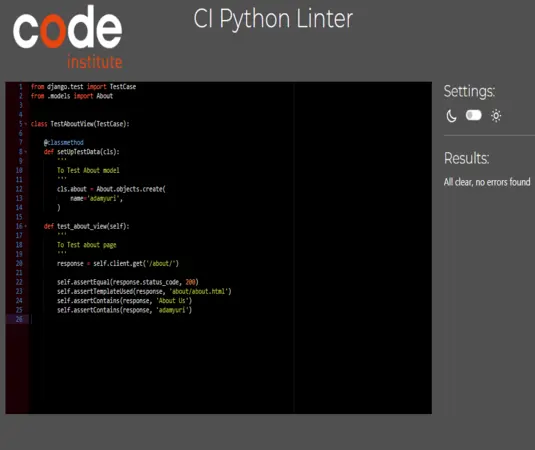 code
institute
CI Python Linter
1 from django.test import TestCase
2 from .models import About
3
4
5 class TestAboutView(TestCase):
6
7 @classmethod
8 def setUpTestData(cls):
9 '''
10 To Test About model
11 '''
12 cls.about = About.objects.create(
13 name='adamyuri',
14 )
15
16 def test_about_view(self):
17 '''
18 To Test about page
19 '''
20 response = self.client.get('/about/')
21
22 self.assertEqual(response.status_code, 200)
23 self.assertTemplateUsed(response, 'about/about.html')
24 self.assertContains(response, 'About Us')
25 self.assertContains(response, 'adamyuri')
26
Settings:
Results:
All clear, no errors found